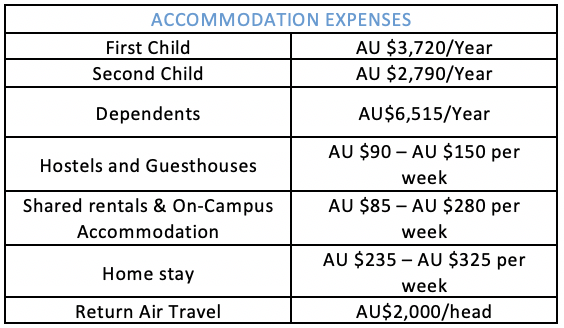 ACCOMMODATION EXPENSES
First Child AU $3,720/Year
Second Child AU $2,790/Year
Dependents AU$6,515/Year
Hostels and Guesthouses AU $90 – AU $150 per
week
Shared rentals & On-Campus AU $85 – AU $280 per
Accommodation week
Home stay AU $235 – AU $325 per
week
Return Air Travel AU$2,000/head